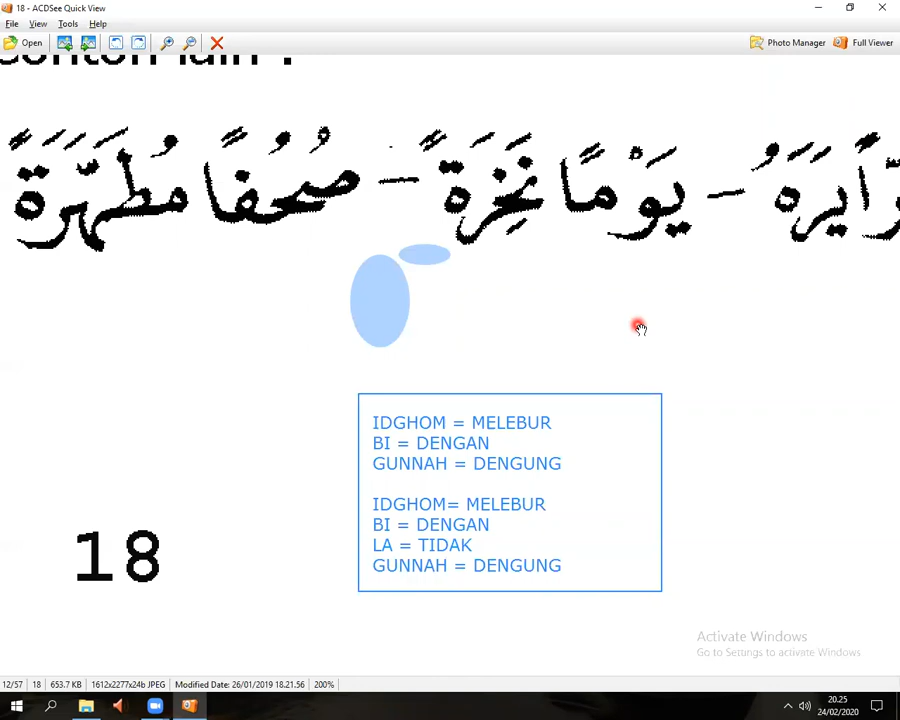 18 - ACDSee Quick View
File View Tools Help
Open Photo Manager Full Viewer
يَوْمًا نَخِرَةً - صُحُفًا مُطَهَّرَةً
IDGHOM = MELEBUR
BI = DENGAN
GUNNAH = DENGUNG
IDGHOM= MELEBUR
BI = DENGAN
LA = TIDAK
GUNNAH = DENGUNG
18
Activate Windows
Go to Settings to activate Windows
12/57 18 653.7 KB 1612x2277x24b JPEG Modified Date: 26/01/2019 18.21.56 200%
20.25
24/02/2020